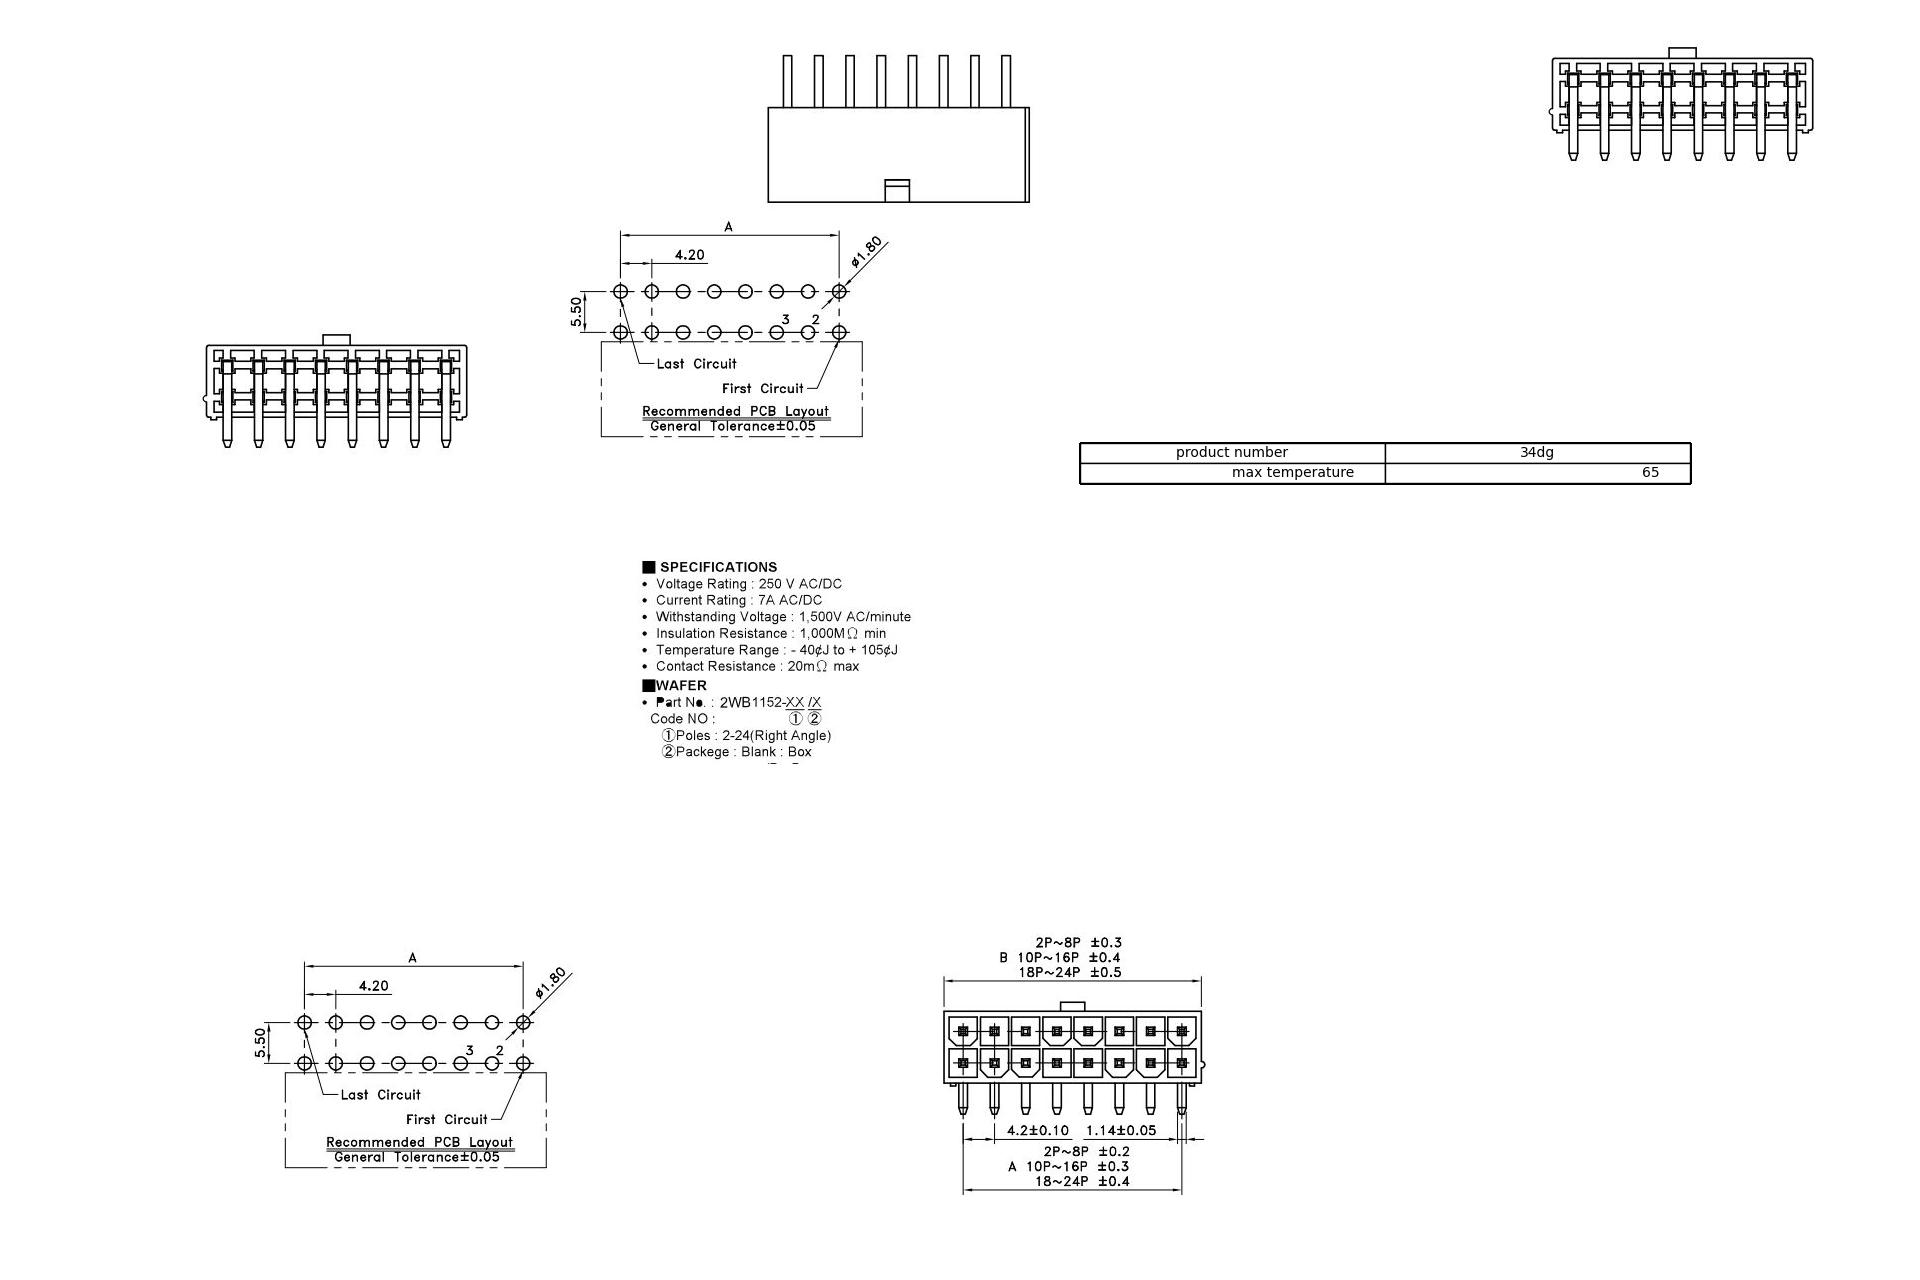 A
4.20
ø1.80
5.50
3 2
Last Circuit
First Circuit
Recommended PCB Layout
General Tolerance±0.05
product number 34dg
max temperature 65
■ SPECIFICATIONS
• Voltage Rating : 250 V AC/DC
• Current Rating : 7A AC/DC
• Withstanding Voltage : 1,500V AC/minute
• Insulation Resistance : 1,000MΩ min
• Temperature Range : - 40¢J to + 105¢J
• Contact Resistance : 20mΩ max
■WAFER
• Part No. : 2WB1152-XX /X
Code NO : ① ②
①Poles : 2-24(Right Angle)
②Packege : Blank : Box
A
4.20
ø1.80
5.50
3 2
Last Circuit
First Circuit
Recommended PCB Layout
General Tolerance±0.05
2P~8P ±0.3
B 10P~16P ±0.4
18P~24P ±0.5
4.2±0.10 1.14±0.05
2P~8P ±0.2
A 10P~16P ±0.3
18~24P ±0.4